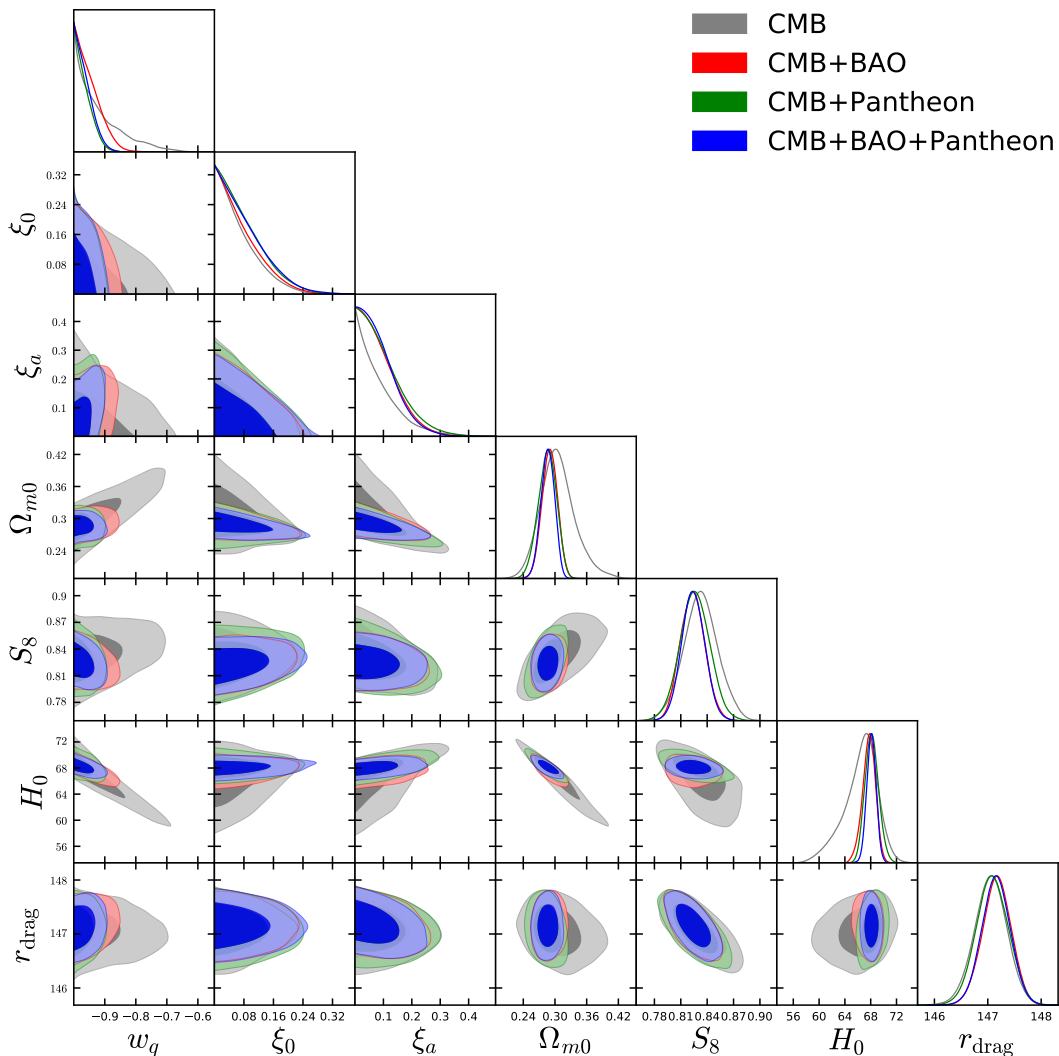 CMB
CMB+BAO
CMB+Pantheon
CMB+BAO+Pantheon
0.32
0.24
0.16
0.08
ξ₀
0.4
0.3
0.2
0.1
ξₐ
0.42
0.36
0.30
0.24
Ωₘ₀
0.9
0.87
0.84
0.81
0.78
S₈
72
68
64
60
56
H₀
148
147
146
r_drag
−0.9 −0.8 −0.7 −0.6
0.08 0.16 0.24 0.32
0.1 0.2 0.3 0.4
0.24 0.30 0.36 0.42
0.78 0.81 0.84 0.87 0.90
56 60 64 68 72
146 147 148
w_q ξ₀ ξₐ Ωₘ₀ S₈ H₀ r_drag